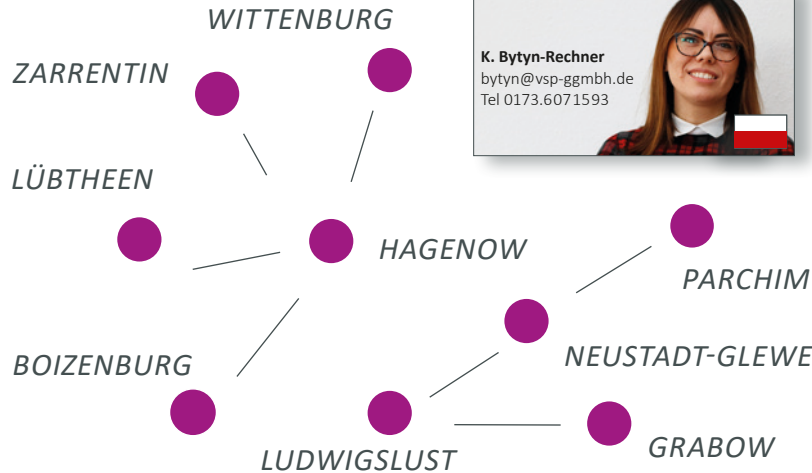 WITTENBURG
K. Bytyn-Rechner
bytyn@vsp-ggmbh.de
Tel 0173.6071593
ZARRENTIN
LÜBTHEEN
HAGENOW
PARCHIM
NEUSTADT-GLEWE
BOIZENBURG
LUDWIGSLUST
GRABOW